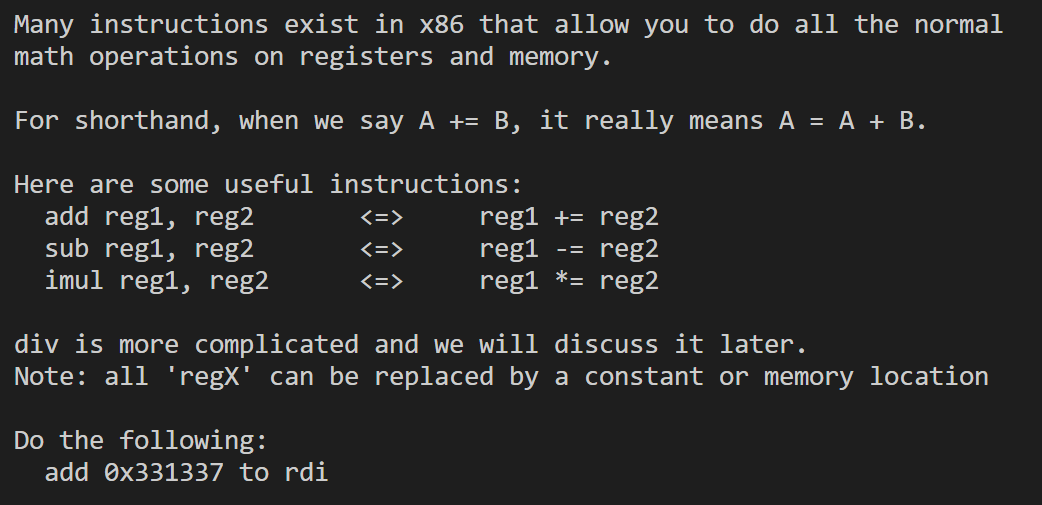 Many instructions exist in x86 that allow you to do all the normal
math operations on registers and memory.
For shorthand, when we say A += B, it really means A = A + B.
Here are some useful instructions:
  add reg1, reg2       <=>     reg1 += reg2
  sub reg1, reg2       <=>     reg1 -= reg2
  imul reg1, reg2      <=>     reg1 *= reg2
div is more complicated and we will discuss it later.
Note: all 'regX' can be replaced by a constant or memory location
Do the following:
  add 0x331337 to rdi